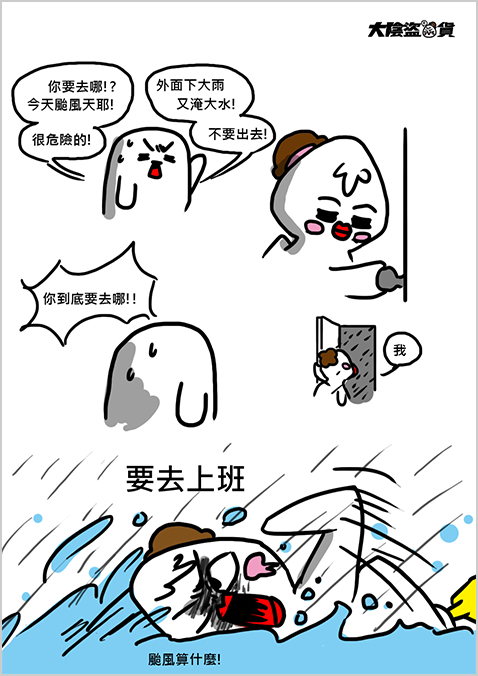 大陰盜百貨
你要去哪!?
今天颱風天耶!
很危險的!
外面下大雨
又淹大水!
不要出去!
你到底要去哪!!
我
要去上班
颱風算什麼!